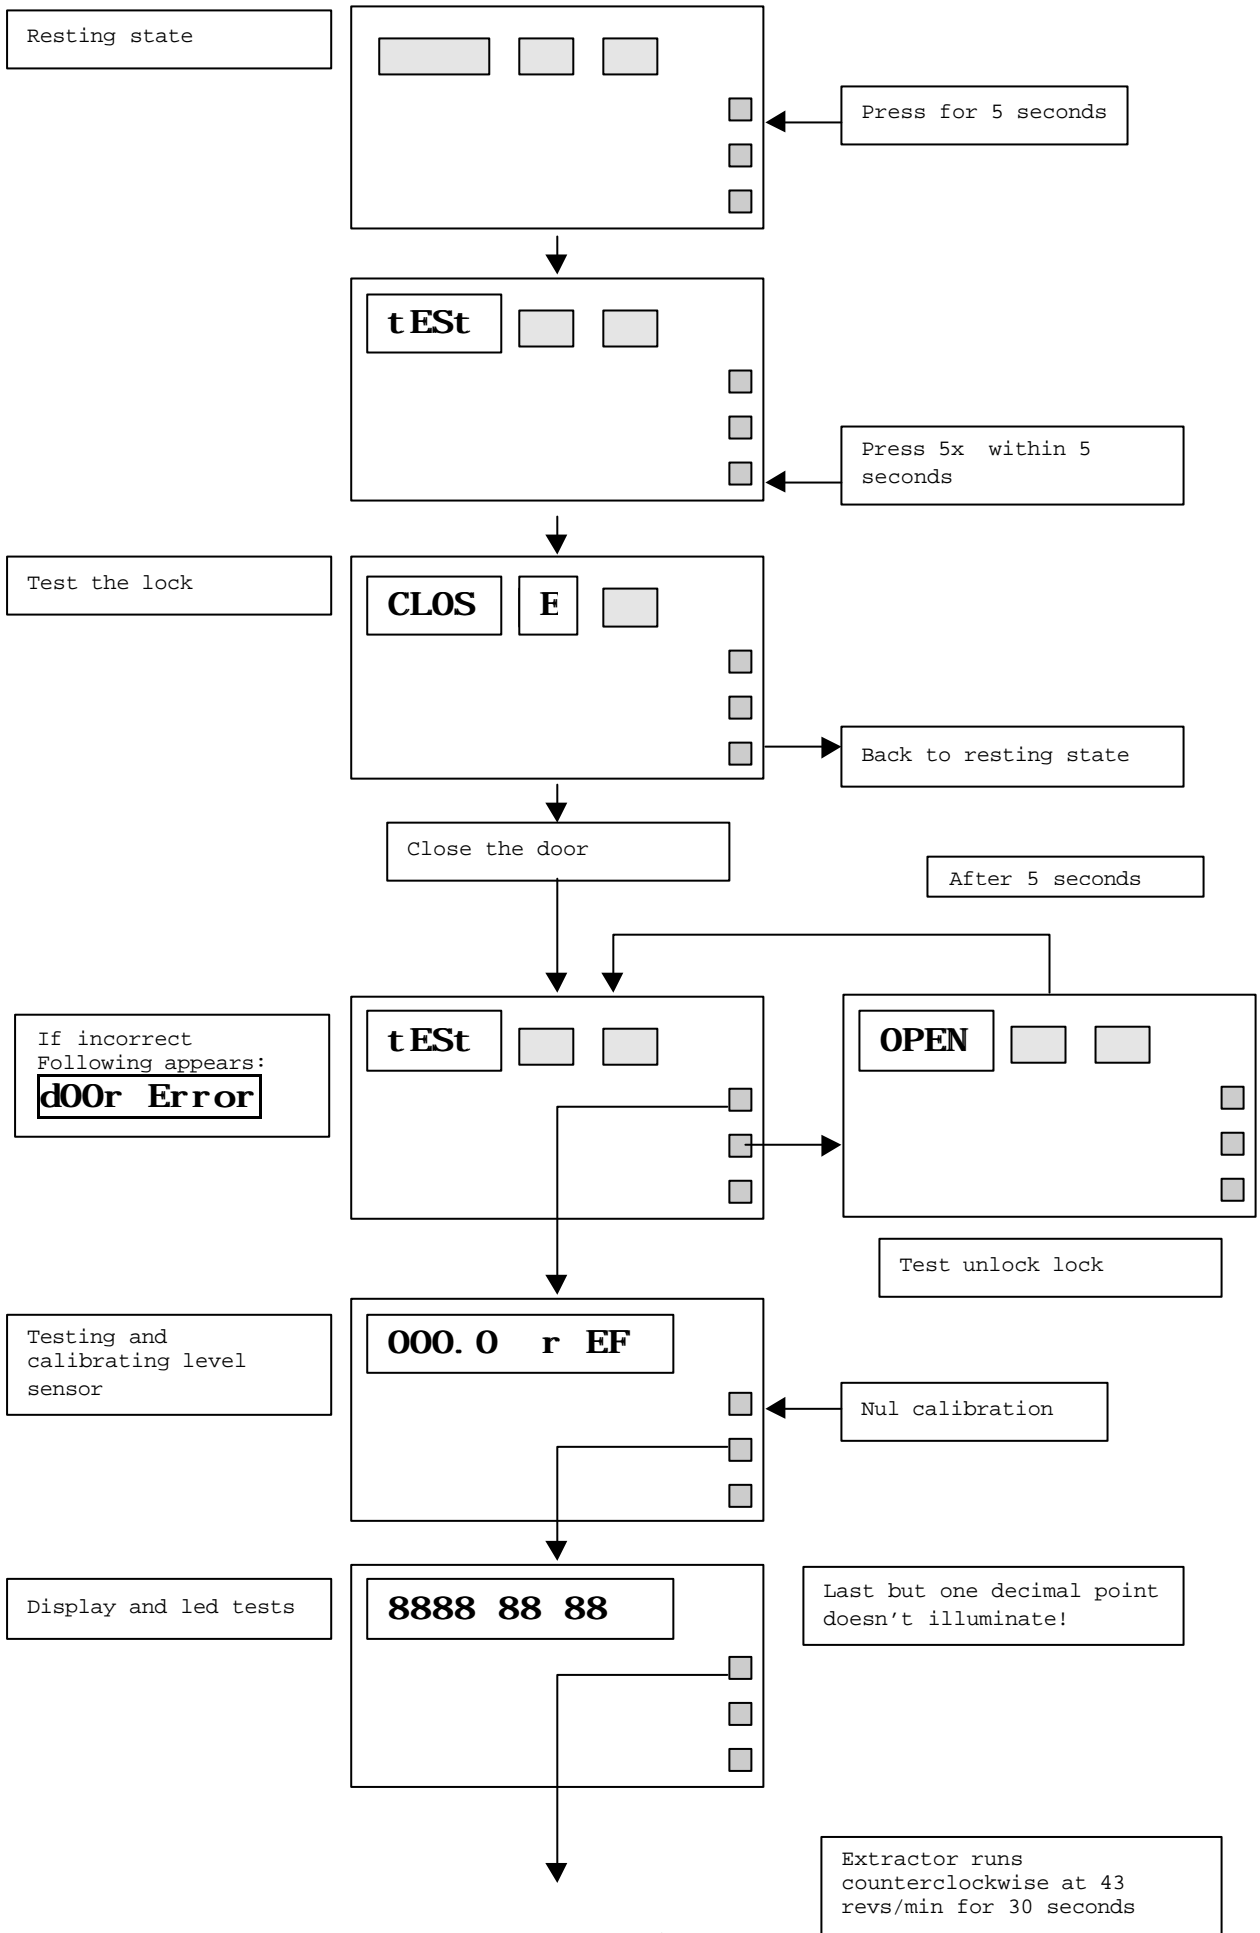 Resting state
Press for 5 seconds
tESt
Press 5x within 5
seconds
Test the lock
CLOS E
Back to resting state
Close the door
After 5 seconds
If incorrect
Following appears:
dOOr Error
tESt
OPEN
Test unlock lock
Testing and
calibrating level
sensor
000.0 r EF
Nul calibration
Display and led tests
8888 88 88
Last but one decimal point
doesn't illuminate!
Extractor runs
counterclockwise at 43
revs/min for 30 seconds